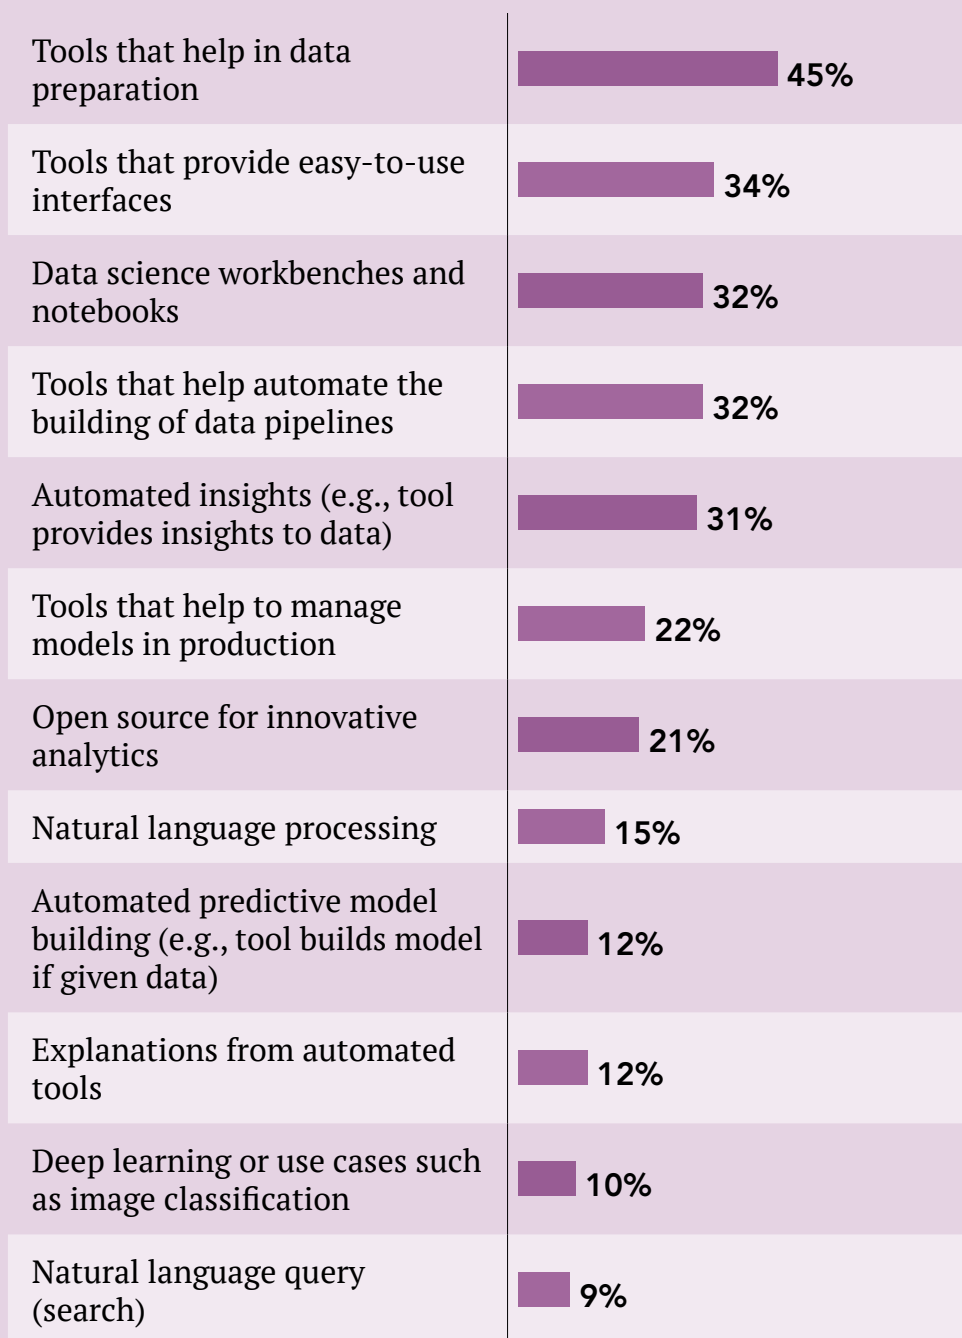 Tools that help in data
preparation
45%
Tools that provide easy-to-use
interfaces
34%
Data science workbenches and
notebooks
32%
Tools that help automate the
building of data pipelines
32%
Automated insights (e.g., tool
provides insights to data)
31%
Tools that help to manage
models in production
22%
Open source for innovative
analytics
21%
Natural language processing
15%
Automated predictive model
building (e.g., tool builds model
if given data)
12%
Explanations from automated
tools
12%
Deep learning or use cases such
as image classification
10%
Natural language query
(search)
9%